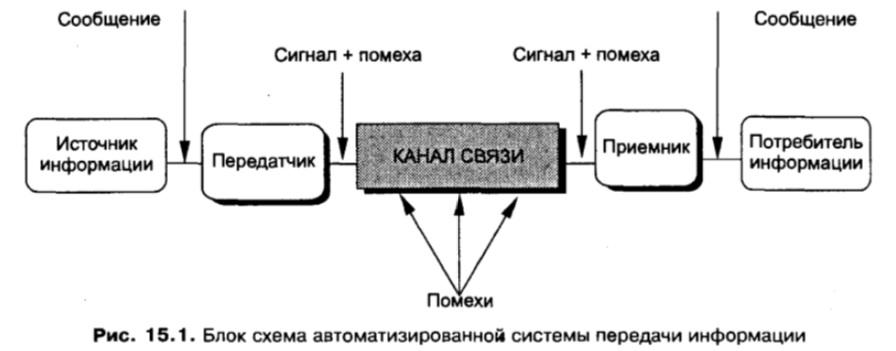 Сообщение
Сообщение
Сигнал + помеха
Сигнал + помеха
Источник
информации
Передатчик
КАНАЛ СВЯЗИ
Приемник
Потребитель
информации
Помехи
Рис. 15.1. Блок схема автоматизированной системы передачи информации